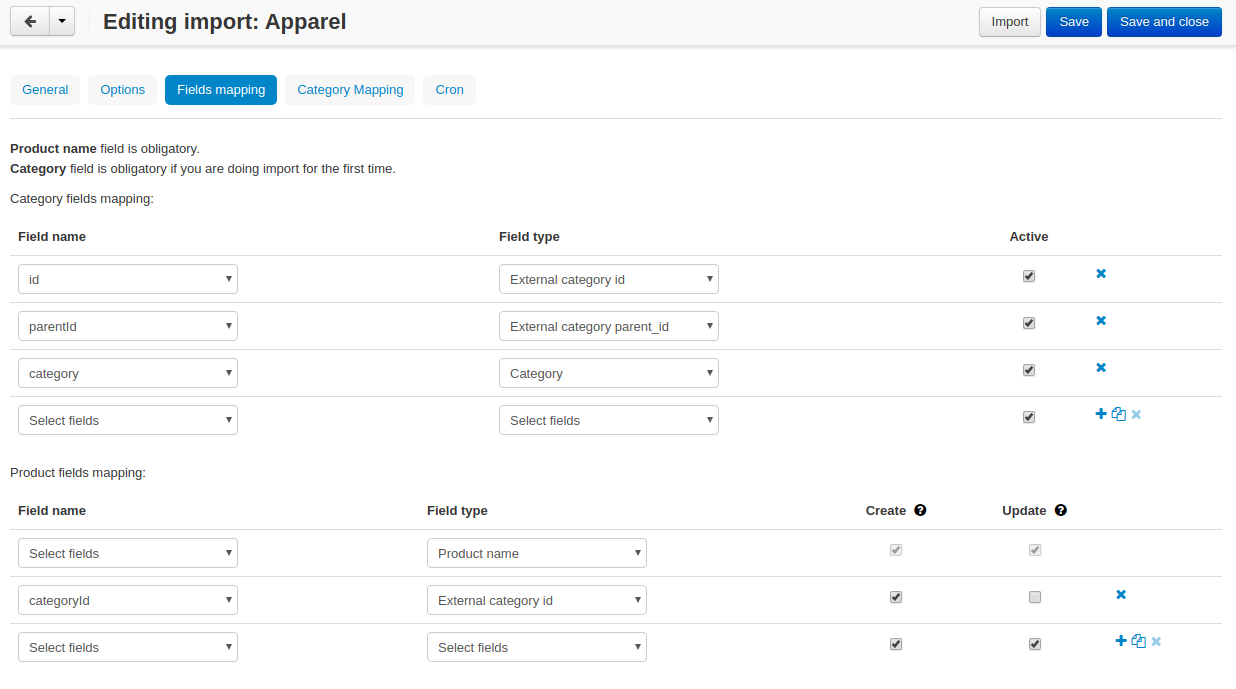 Editing import: Apparel
Import Save Save and close
General Options Fields mapping Category Mapping Cron
Product name field is obligatory.
Category field is obligatory if you are doing import for the first time.
Category fields mapping:
Field name Field type Active
id External category id
parentId External category parent_id
category Category
Select fields Select fields
Product fields mapping:
Field name Field type Create ? Update ?
Select fields Product name
categoryId External category id
Select fields Select fields